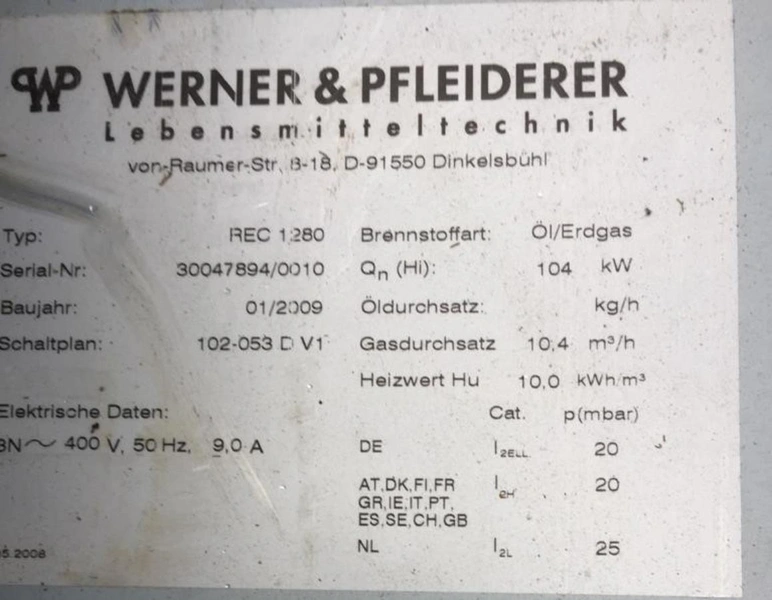 WP WERNER & PFLEIDERER
Lebensmitteltechnik
von-Raumer-Str. 8-18, D-91550 Dinkelsbühl
Typ: REC 1280 Brennstoffart: Öl/Erdgas
Serial-Nr: 30047894/0010 Qn (Hi): 104 kW
Baujahr: 01/2009 Öldurchsatz: kg/h
Schaltplan: 102-053 D V1 Gasdurchsatz 10,4 m³/h
Heizwert Hu 10,0 kWh/m³
Elektrische Daten: Cat. p(mbar)
3N~ 400 V, 50 Hz, 9,0 A DE I2ELL 20
AT,DK,FI,FR I2H 20
GR,IE,IT,PT,
ES,SE,CH,GB
5.2008 NL I2L 25